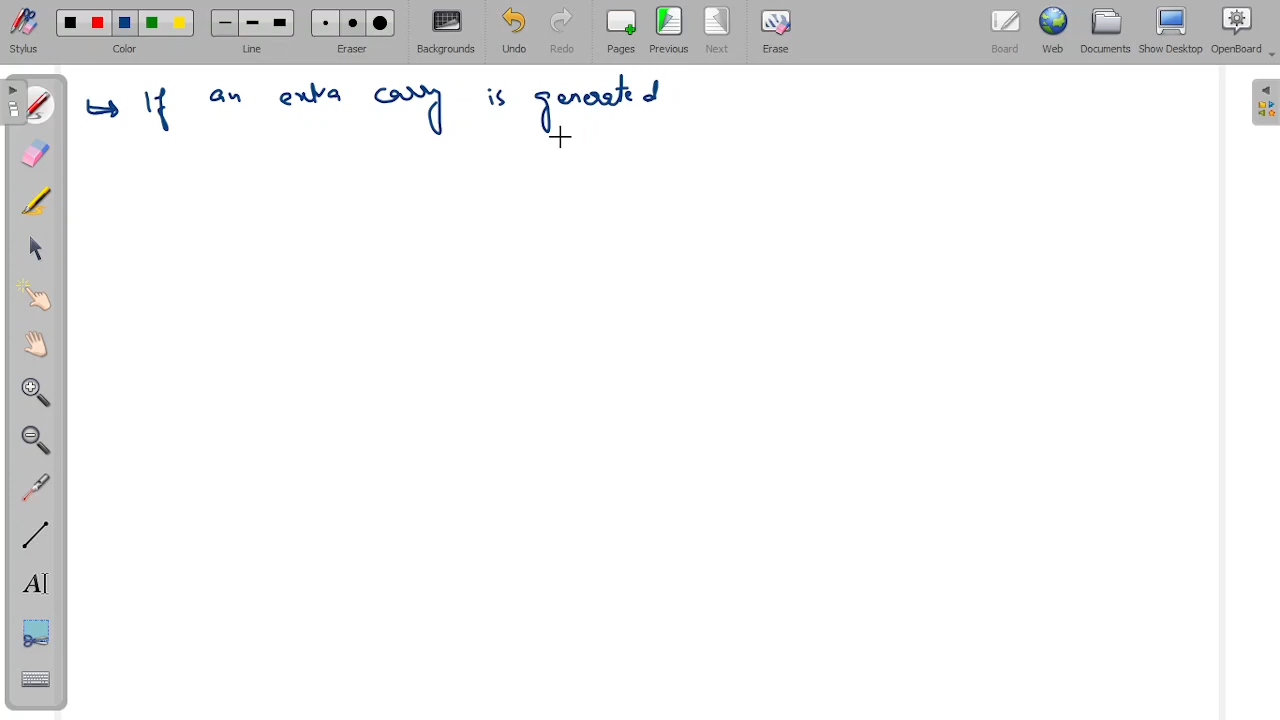 Stylus
Color
Line
Eraser
Backgrounds
Undo
Redo
Pages
Previous
Next
Erase
Board
Web
Documents
Show Desktop
OpenBoard
↳ If an extra carry is generated
A